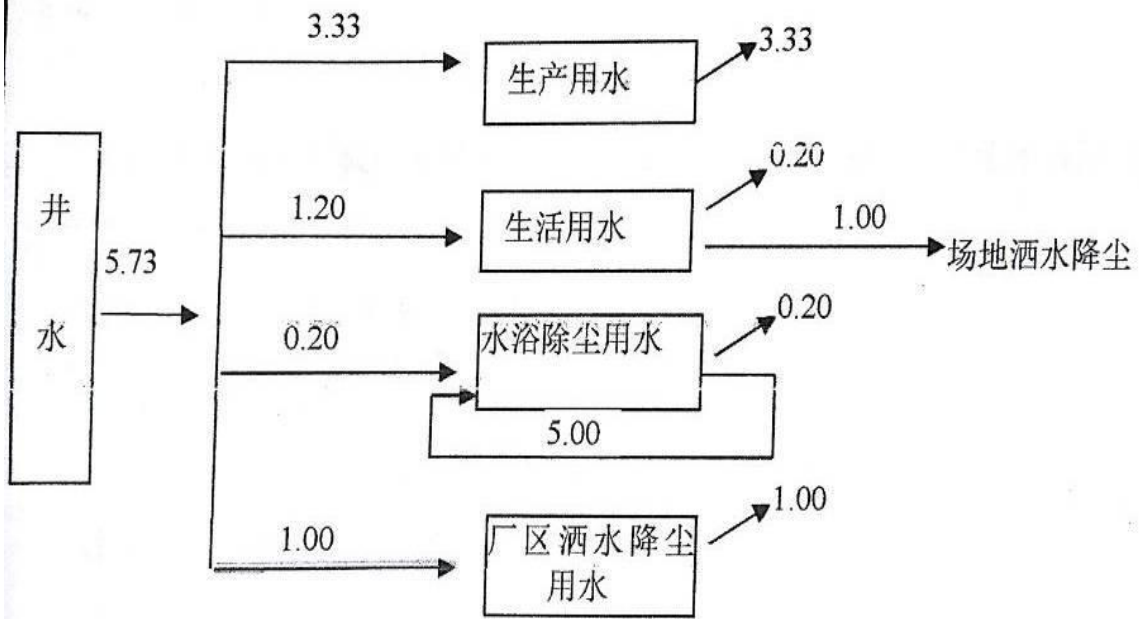 3.33
生产用水
3.33
井
水
5.73
1.20
生活用水
0.20
1.00
场地洒水降尘
0.20
水浴除尘用水
0.20
5.00
1.00
厂区洒水降尘
用水
1.00